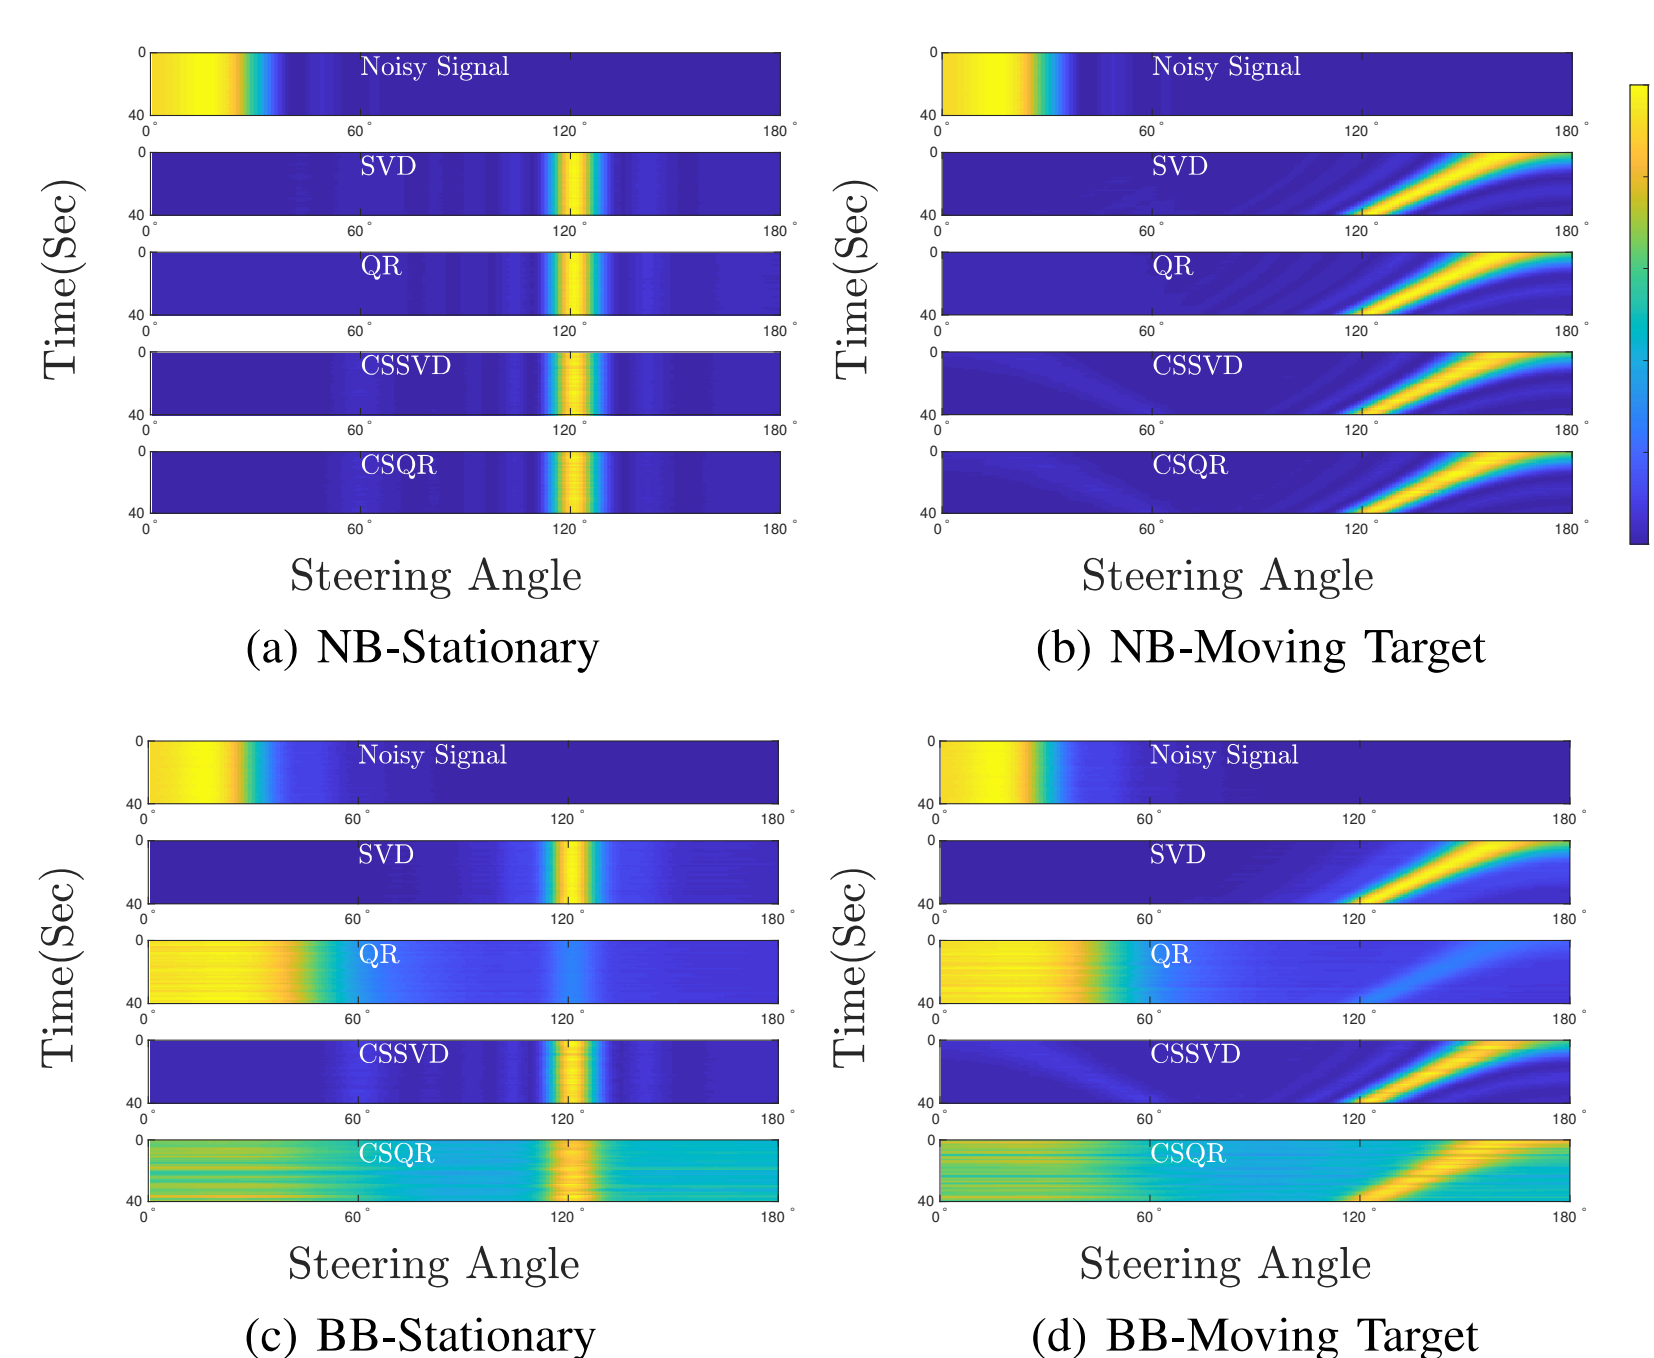 Time(Sec)
0
Noisy Signal
40
0° 60° 120° 180°
0
SVD
40
0° 60° 120° 180°
0
QR
40
0° 60° 120° 180°
0
CSSVD
40
0° 60° 120° 180°
0
CSQR
40
0° 60° 120° 180°
Steering Angle
(a) NB-Stationary
Time(Sec)
0
Noisy Signal
40
0° 60° 120° 180°
0
SVD
40
0° 60° 120° 180°
0
QR
40
0° 60° 120° 180°
0
CSSVD
40
0° 60° 120° 180°
0
CSQR
40
0° 60° 120° 180°
Steering Angle
(b) NB-Moving Target
Time(Sec)
0
Noisy Signal
40
0° 60° 120° 180°
0
SVD
40
0° 60° 120° 180°
0
QR
40
0° 60° 120° 180°
0
CSSVD
40
0° 60° 120° 180°
0
CSQR
40
0° 60° 120° 180°
Steering Angle
(c) BB-Stationary
Time(Sec)
0
Noisy Signal
40
0° 60° 120° 180°
0
SVD
40
0° 60° 120° 180°
0
QR
40
0° 60° 120° 180°
0
CSSVD
40
0° 60° 120° 180°
0
CSQR
40
0° 60° 120° 180°
Steering Angle
(d) BB-Moving Target